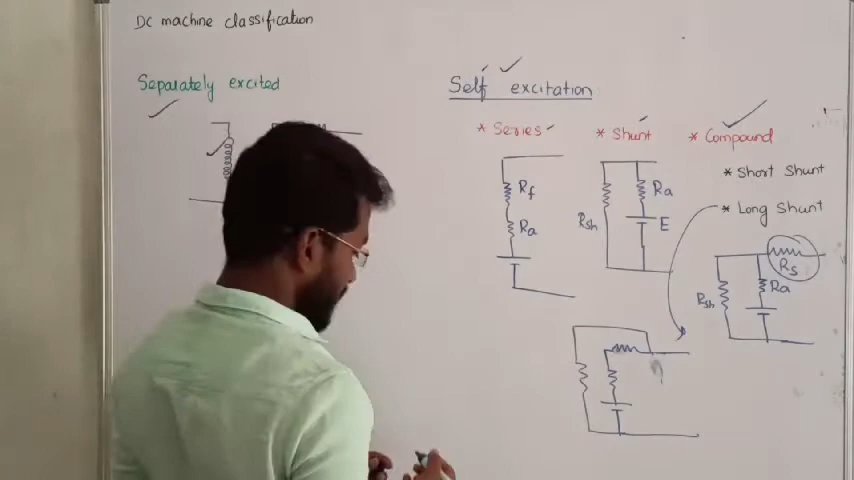 DC machine classification
Separately excited
Self excitation
* Series
* Shunt
* Compound
* Short Shunt
* Long Shunt
Rf
Ra
Rsh
Ra
E
Rs
Rsh
Ra